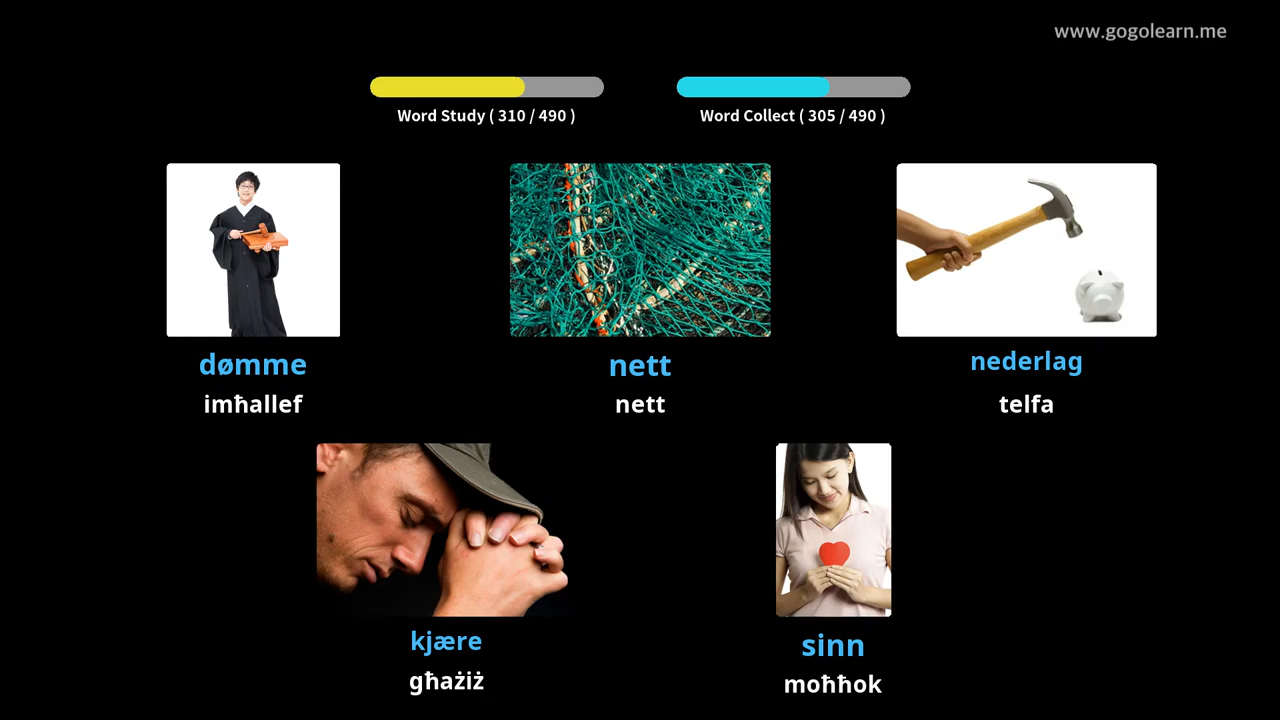 www.gogolearn.me
Word Study ( 310 / 490 )
Word Collect ( 305 / 490 )
dømme
imħallef
nett
nett
nederlag
telfa
kjære
għażiż
sinn
moħħok